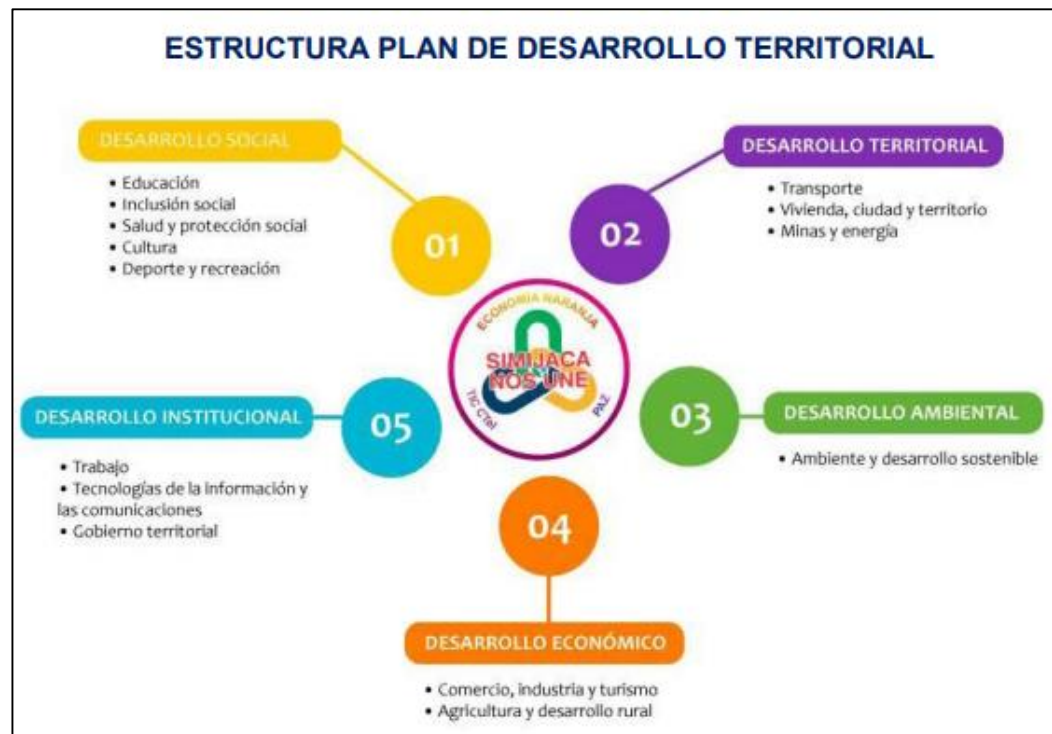 ESTRUCTURA PLAN DE DESARROLLO TERRITORIAL
DESARROLLO SOCIAL
• Educación
• Inclusión social
• Salud y protección social
• Cultura
• Deporte y recreación
01
DESARROLLO TERRITORIAL
• Transporte
• Vivienda, ciudad y territorio
• Minas y energía
02
ECONOMÍA NARANJA
SIMIJACA
NOS UNE
TIC CTeI
PAZ
DESARROLLO AMBIENTAL
• Ambiente y desarrollo sostenible
03
DESARROLLO ECONÓMICO
• Comercio, industria y turismo
• Agricultura y desarrollo rural
04
DESARROLLO INSTITUCIONAL
• Trabajo
• Tecnologías de la información y
las comunicaciones
• Gobierno territorial
05